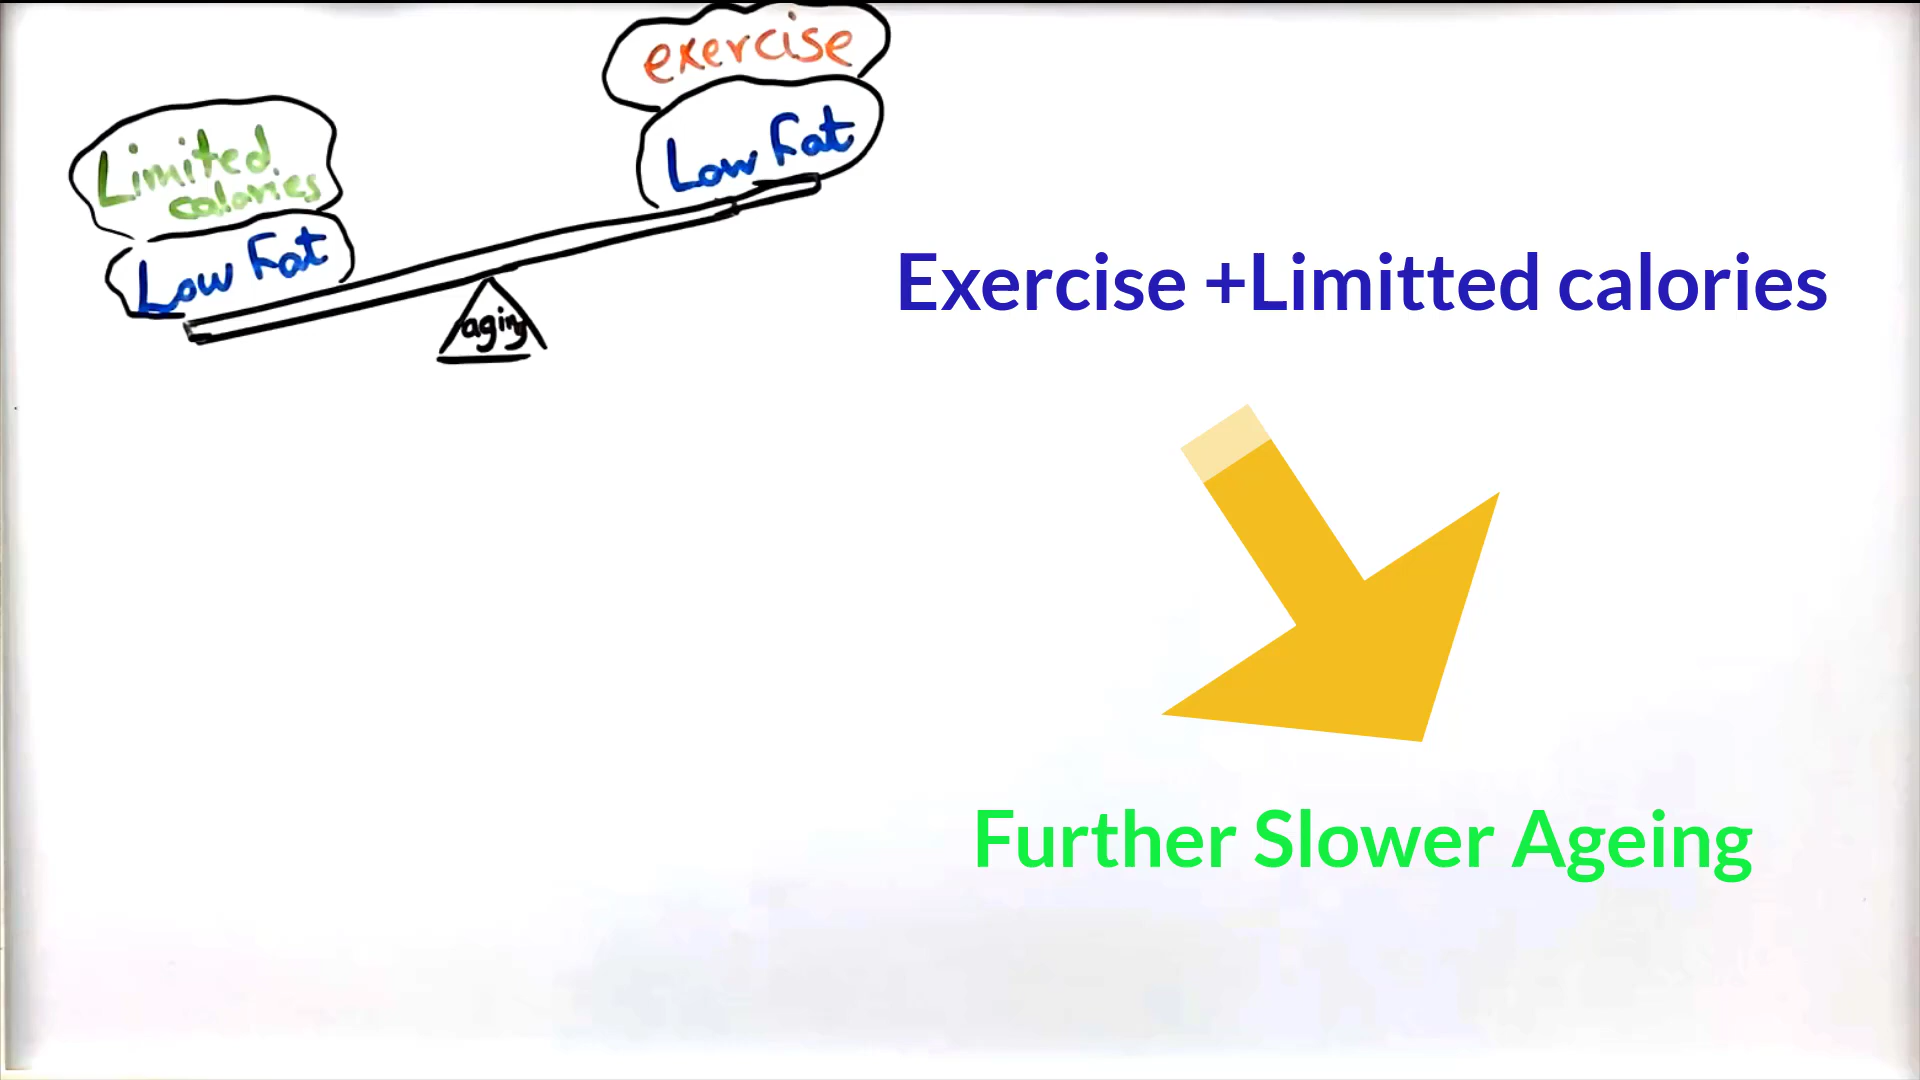 exercise
Low Fat
Limited
calories
Low Fat
aging
Exercise +Limitted calories
Further Slower Ageing